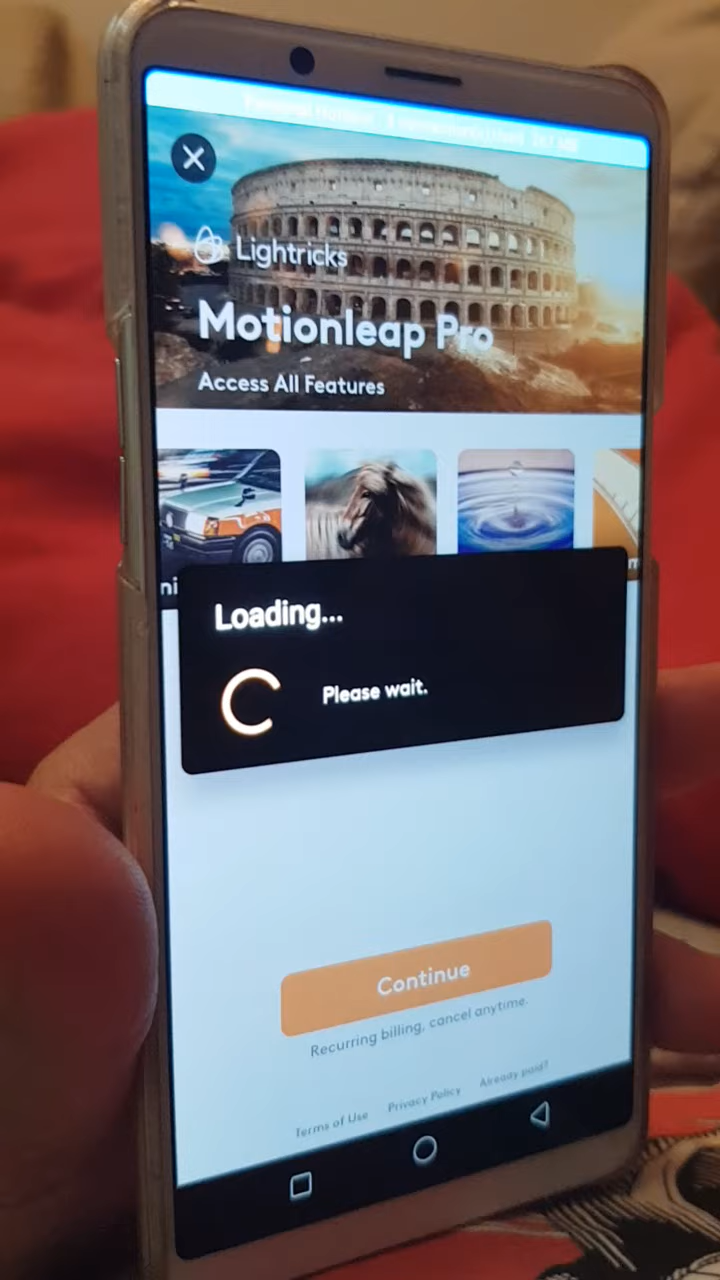 Lightricks
Motionleap Pro
Access All Features
Loading...
Please wait.
Continue
Recurring billing, cancel anytime.
Terms of Use
Privacy Policy
Already paid?